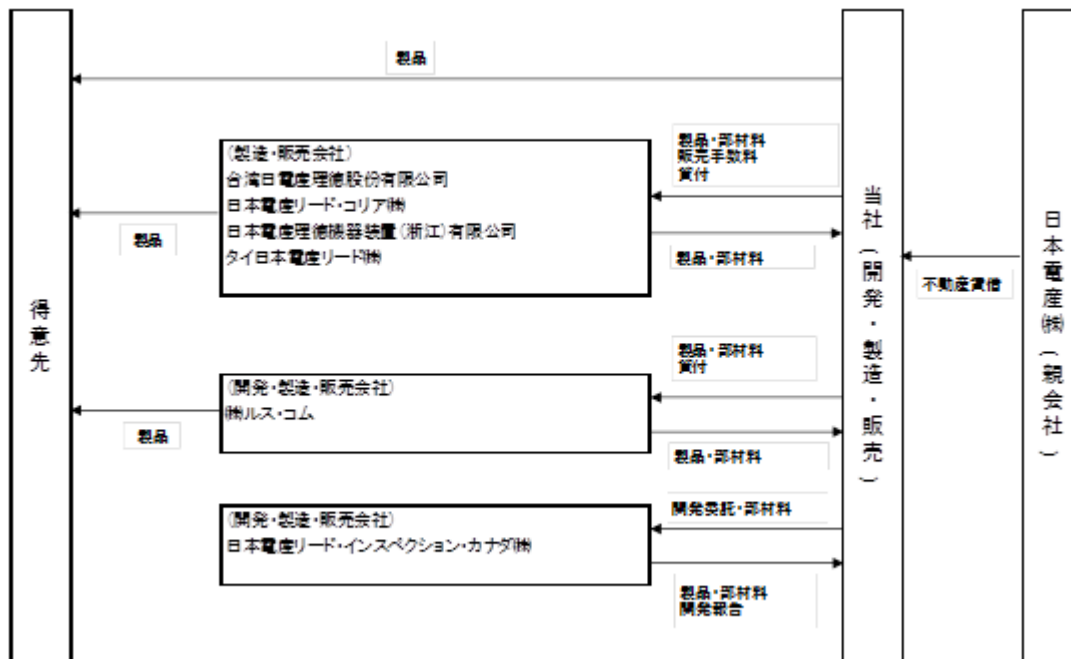 製品
製品・部材料
販売手数料
貸付
(製造・販売会社)
台湾日電産理徳股份有限公司
日本電産リード・コリア㈱
日本電産理徳機器装置(浙江)有限公司
タイ日本電産リード㈱
製品
製品・部材料
不動産賃借
得意先
当社(開発・製造・販売)
日本電産㈱(親会社)
製品・部材料
貸付
(開発・製造・販売会社)
㈱ルス・コム
製品
製品・部材料
開発委託・部材料
(開発・製造・販売会社)
日本電産リード・インスペクション・カナダ㈱
製品・部材料
開発報告